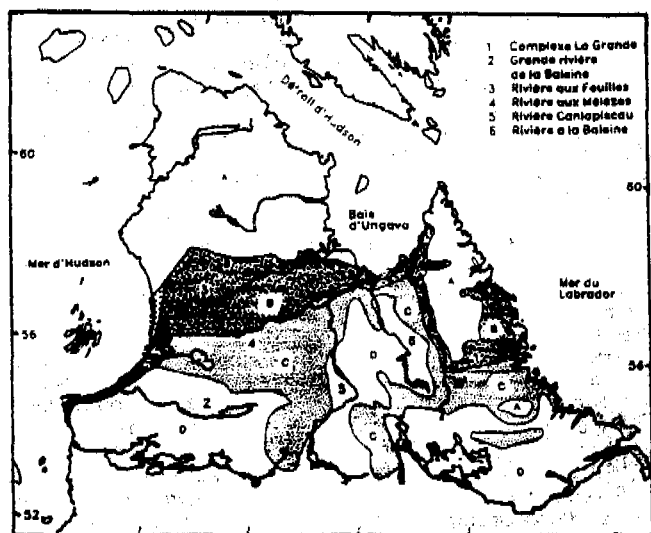 1 Complexe La Grande
2 Grande rivière
de la Baleine
3 Rivière aux Feuilles
4 Rivière aux Mélèzes
5 Rivière Caniapiscau
6 Rivière à la Baleine
Détroit d'Hudson
60
60
A
Baie
d'Ungava
Mer d'Hudson
A
Mer du
Labrador
B
C
B
56
4
6
56
C
D
C
5
A
2
D
C
D
52